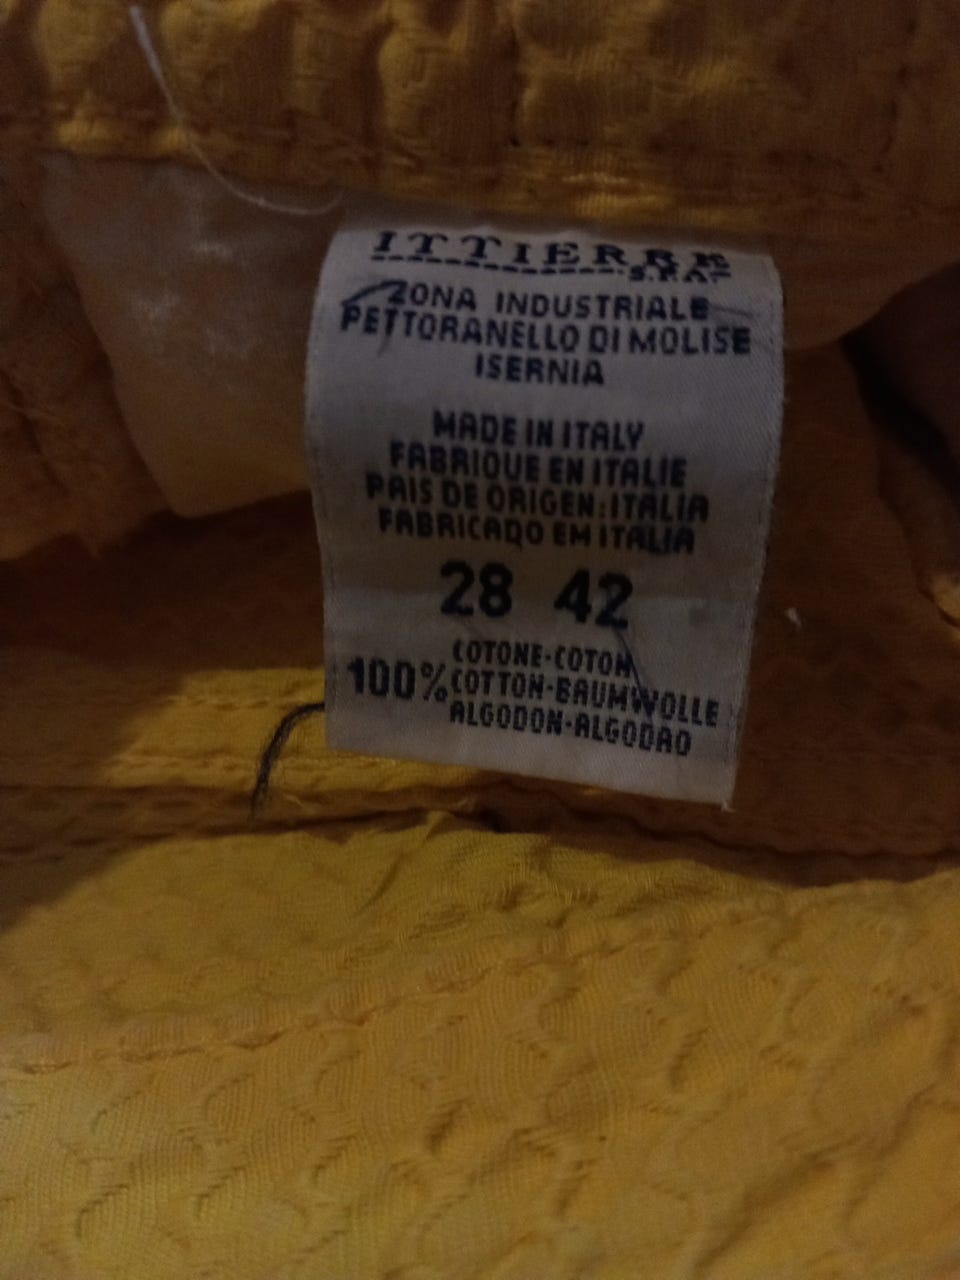 ITTIERRE
S.P.A.
ZONA INDUSTRIALE
PETTORANELLO DI MOLISE
ISERNIA
MADE IN ITALY
FABRIQUE EN ITALIE
PAIS DE ORIGEN: ITALIA
FABRICADO EM ITALIA
28 42
COTONE-COTON
100% COTTON-BAUMWOLLE
ALGODON-ALGODAO